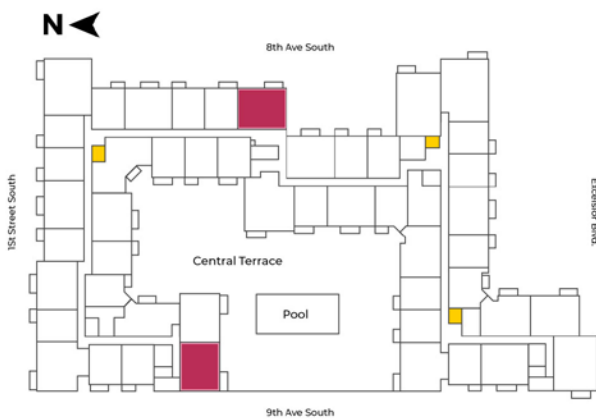 N
8th Ave South
1St Street South
Excelsior Blvd.
Central Terrace
Pool
9th Ave South